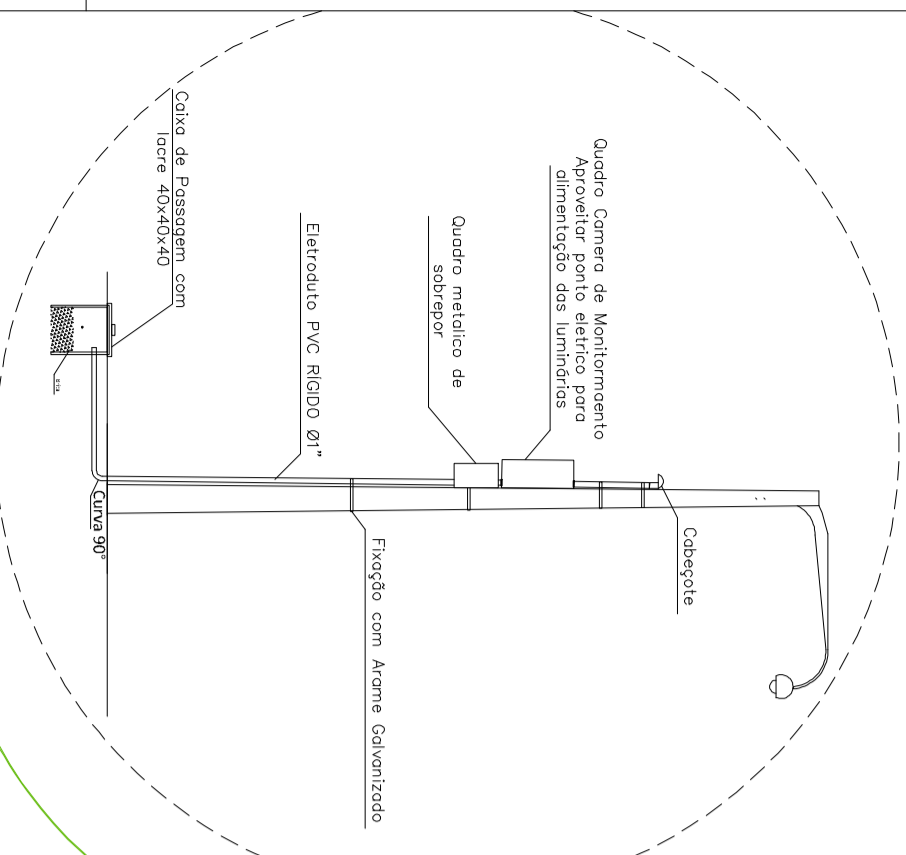 Quadro Camera de Monitormaento
Aproveitar ponto eletrico para
alimentação das luminárias
Quadro metalico de
sobrepor
Cabeçote
Eletroduto PVC RÍGIDO Ø1"
Fixação com Arame Galvanizado
Caixa de Passagem com
lacre 40x40x40
Curva 90°